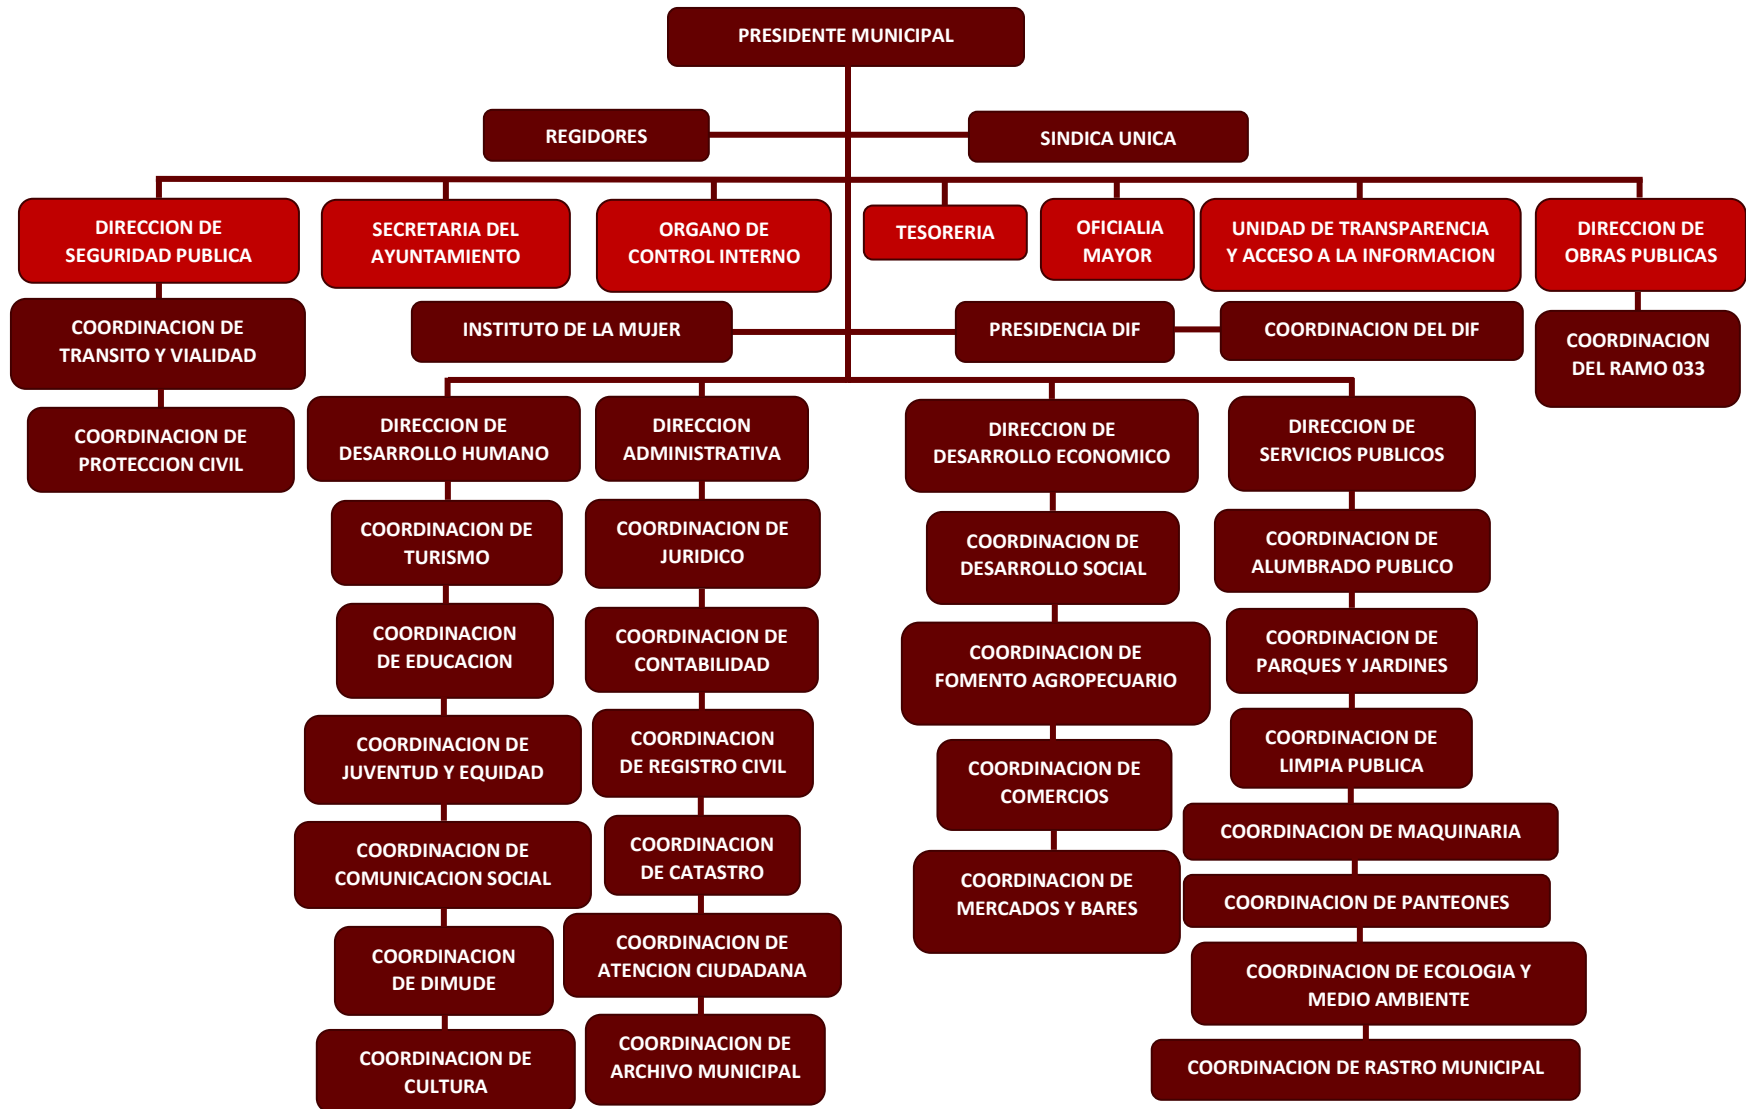 PRESIDENTE MUNICIPAL
REGIDORES
SINDICA UNICA
DIRECCION DE
SEGURIDAD PUBLICA
SECRETARIA DEL
AYUNTAMIENTO
ORGANO DE
CONTROL INTERNO
TESORERIA
OFICIALIA
MAYOR
UNIDAD DE TRANSPARENCIA
Y ACCESO A LA INFORMACION
DIRECCION DE
OBRAS PUBLICAS
COORDINACION DE
TRANSITO Y VIALIDAD
INSTITUTO DE LA MUJER
PRESIDENCIA DIF
COORDINACION DEL DIF
COORDINACION
DEL RAMO 033
COORDINACION DE
PROTECCION CIVIL
DIRECCION DE
DESARROLLO HUMANO
COORDINACION DE
TURISMO
COORDINACION
DE EDUCACION
COORDINACION DE
JUVENTUD Y EQUIDAD
COORDINACION DE
COMUNICACION SOCIAL
COORDINACION
DE DIMUDE
COORDINACION DE
CULTURA
DIRECCION
ADMINISTRATIVA
COORDINACION DE
JURIDICO
COORDINACION DE
CONTABILIDAD
COORDINACION
DE REGISTRO CIVIL
COORDINACION
DE CATASTRO
COORDINACION DE
ATENCION CIUDADANA
COORDINACION DE
ARCHIVO MUNICIPAL
DIRECCION DE
DESARROLLO ECONOMICO
COORDINACION DE
DESARROLLO SOCIAL
COORDINACION DE
FOMENTO AGROPECUARIO
COORDINACION DE
COMERCIOS
COORDINACION DE
MERCADOS Y BARES
DIRECCION DE
SERVICIOS PUBLICOS
COORDINACION DE
ALUMBRADO PUBLICO
COORDINACION DE
PARQUES Y JARDINES
COORDINACION DE
LIMPIA PUBLICA
COORDINACION DE MAQUINARIA
COORDINACION DE PANTEONES
COORDINACION DE ECOLOGIA Y
MEDIO AMBIENTE
COORDINACION DE RASTRO MUNICIPAL